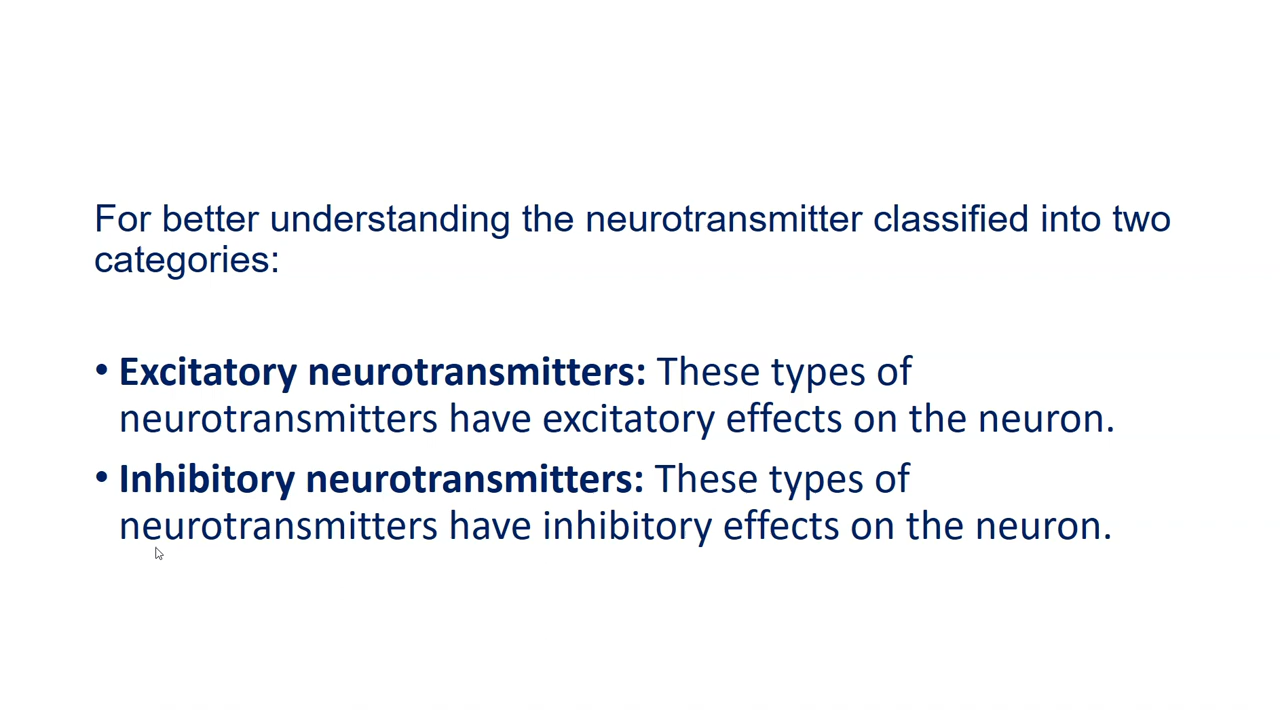 For better understanding the neurotransmitter classified into two
categories:
• Excitatory neurotransmitters: These types of
neurotransmitters have excitatory effects on the neuron.
• Inhibitory neurotransmitters: These types of
neurotransmitters have inhibitory effects on the neuron.